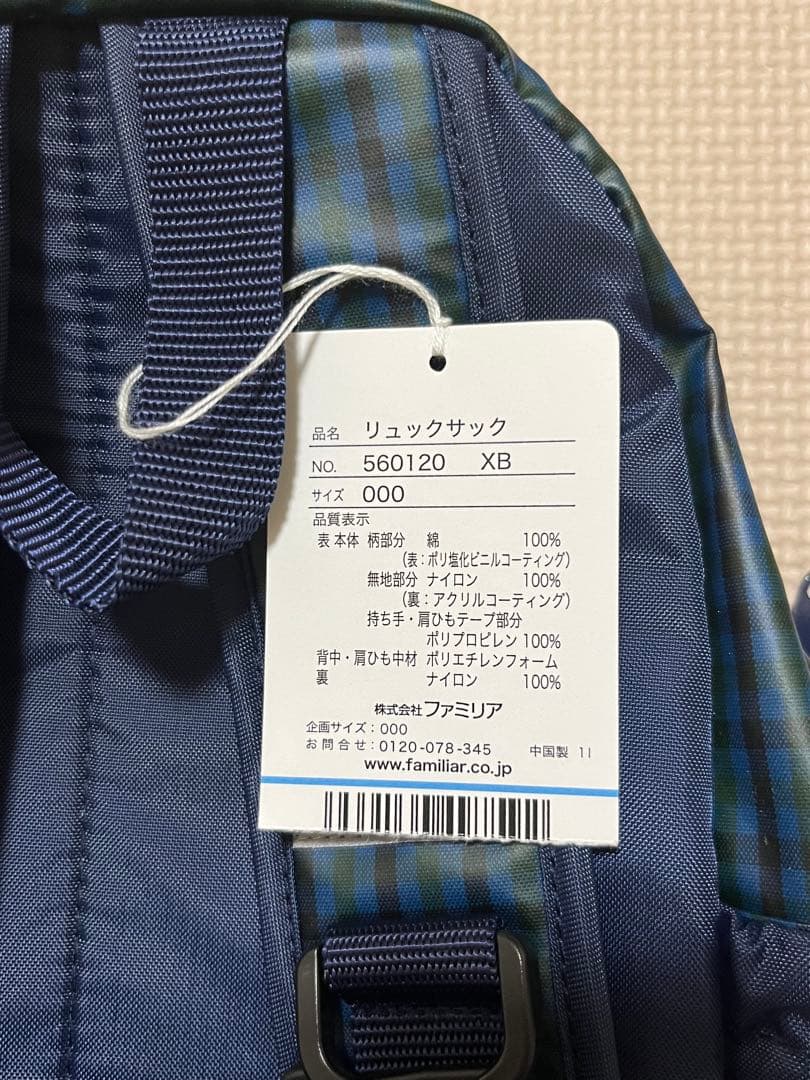 品名 リュックサック
NO. 560120 XB
サイズ 000
品質表示
表 本体 柄部分 綿 100%
(表：ポリ塩化ビニルコーティング)
無地部分 ナイロン 100%
(裏：アクリルコーティング)
持ち手・肩ひもテープ部分
ポリプロピレン 100%
背中・肩ひも中材 ポリエチレンフォーム
裏 ナイロン 100%
株式会社ファミリア
企画サイズ：000
お問合せ：0120-078-345 中国製 1I
www.familiar.co.jp